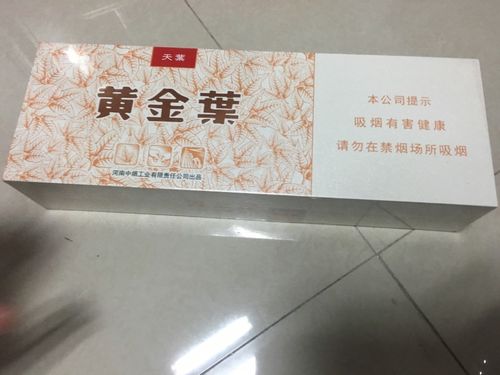 天葉
黄金葉
河南中烟工业有限责任公司出品
本公司提示
吸烟有害健康
请勿在禁烟场所吸烟